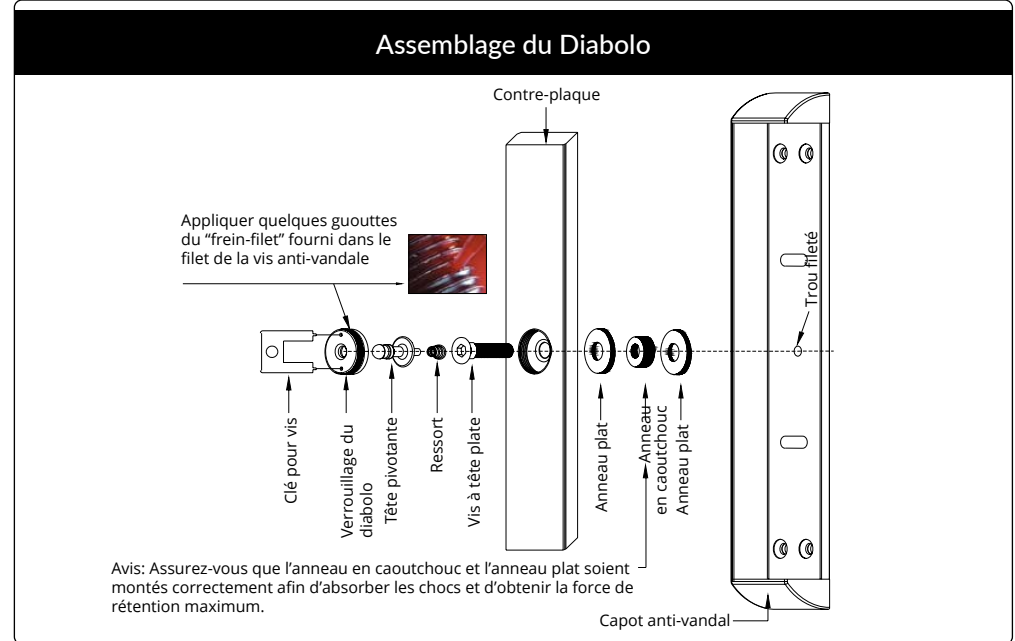 Assemblage du Diabolo
Contre-plaque
Appliquer quelques guouttes
du “frein-filet” fourni dans le
filet de la vis anti-vandale
Trou fileté
Clé pour vis
Verrouillage du
diabolo
Tête pivotante
Ressort
Vis à tête plate
Anneau plat
Anneau
en caoutchouc
Anneau plat
Avis: Assurez-vous que l’anneau en caoutchouc et l’anneau plat soient
montés correctement afin d’absorber les chocs et d’obtenir la force de
rétention maximum.
Capot anti-vandal